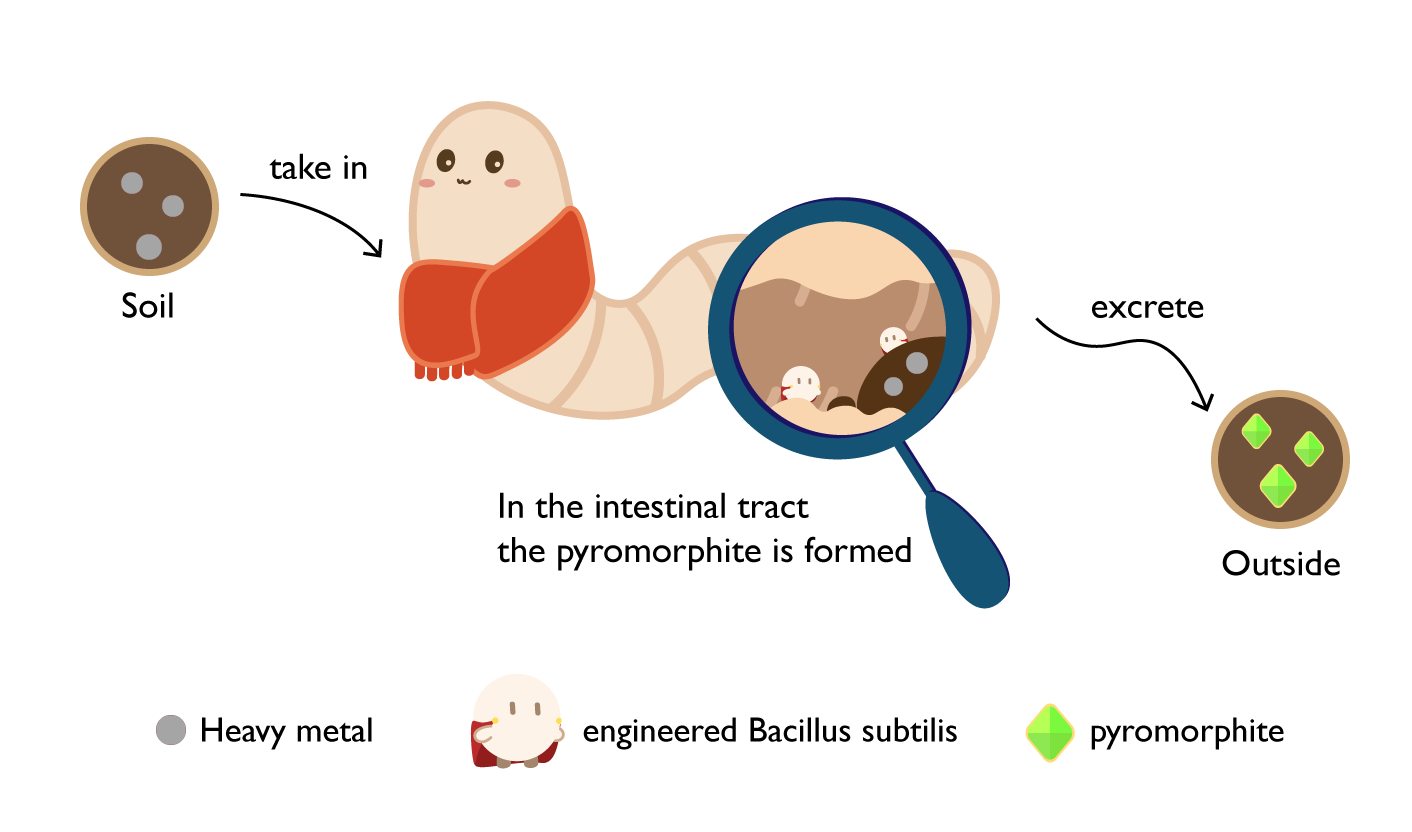 take in
Soil
excrete
In the intestinal tract
the pyromorphite is formed
Outside
Heavy metal
engineered Bacillus subtilis
pyromorphite